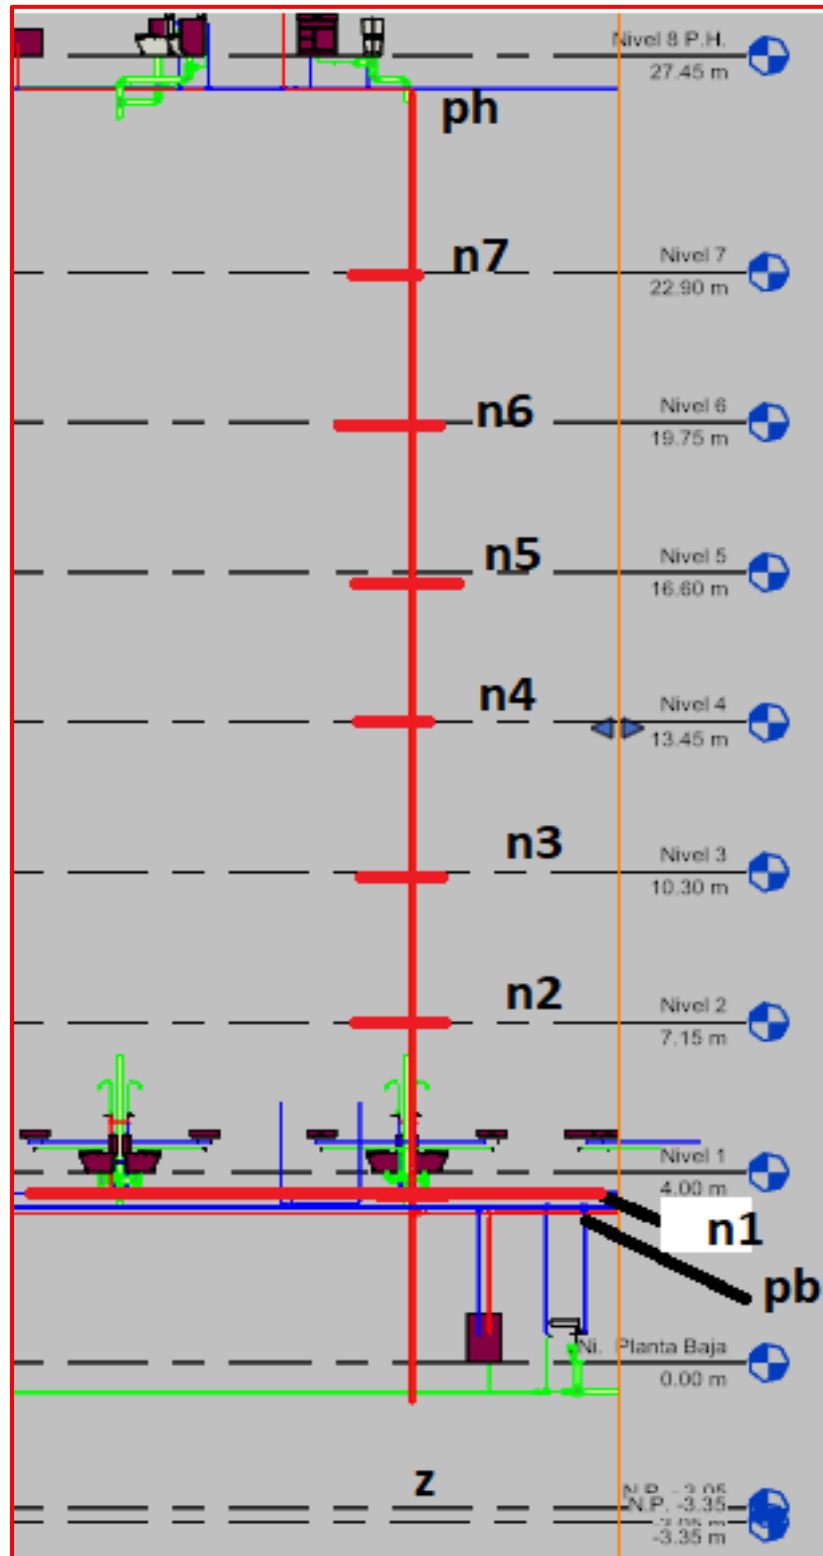 Nivel 8 P.H.
27.45 m
ph
n7
Nivel 7
22.90 m
n6
Nivel 6
19.75 m
n5
Nivel 5
16.60 m
n4
Nivel 4
13.45 m
n3
Nivel 3
10.30 m
n2
Nivel 2
7.15 m
Nivel 1
4.00 m
n1
pb
Ni. Planta Baja
0.00 m
z
N.P. -3.05
N.P. -3.35
-3.05 m
-3.35 m